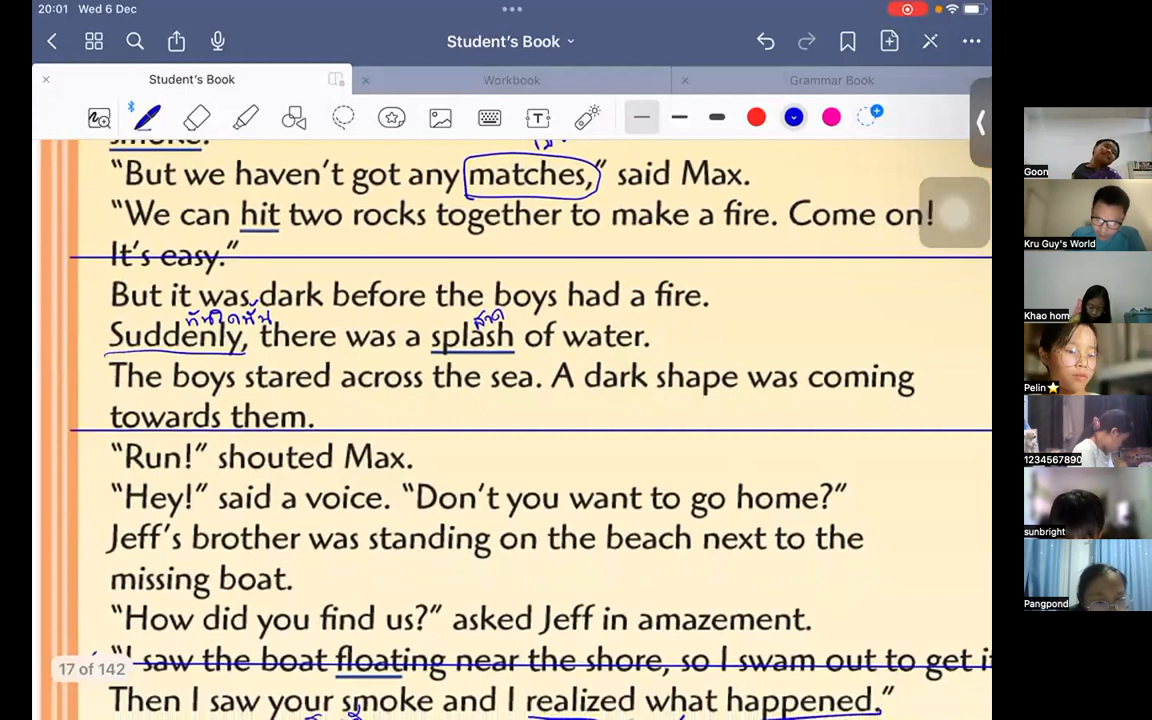 20:01 Wed 6 Dec
Student's Book
Student's Book
Workbook
Grammar Book
smoke.
"But we haven't got any matches," said Max.
"We can hit two rocks together to make a fire. Come on!
It's easy."
But it was dark before the boys had a fire.
ทันใดนั้น สาด
Suddenly, there was a splash of water.
The boys stared across the sea. A dark shape was coming
towards them.
"Run!" shouted Max.
"Hey!" said a voice. "Don't you want to go home?"
Jeff's brother was standing on the beach next to the
missing boat.
"How did you find us?" asked Jeff in amazement.
"I saw the boat floating near the shore, so I swam out to get it
17 of 142
Then I saw your smoke and I realized what happened."
Goon
Kru Guy's World
Khao hom
Pelin
1234567890
sunbright
Pangpond